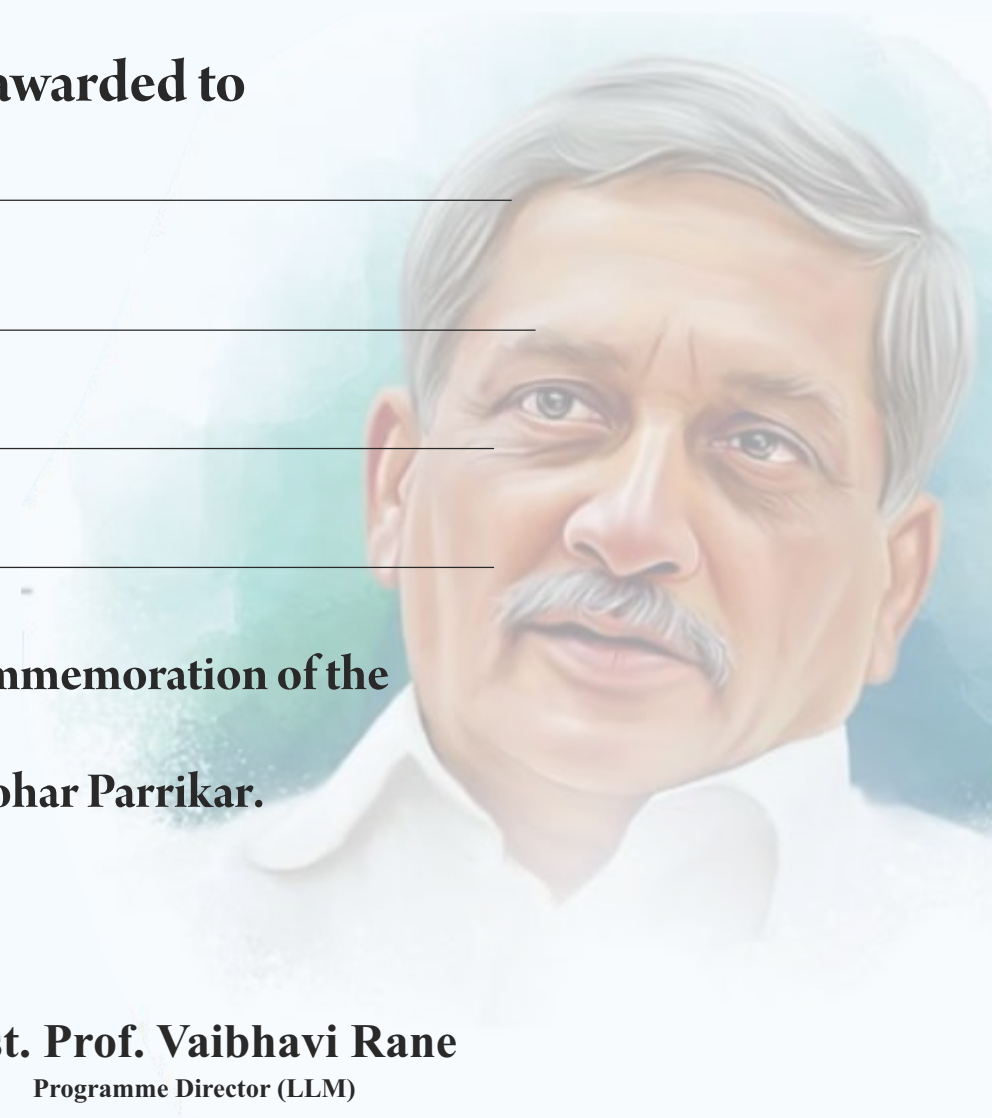 awarded to
mmemoration of the
ohar Parrikar.
st. Prof. Vaibhavi Rane
Programme Director (LLM)